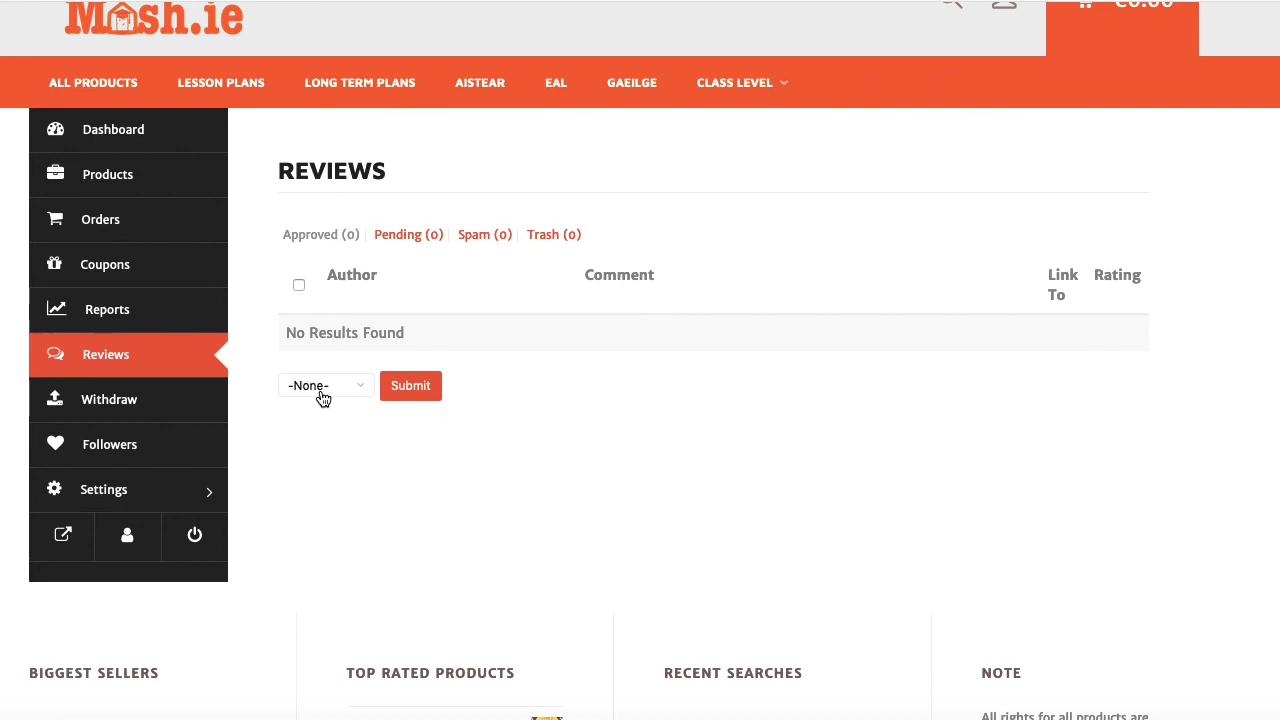 Mash.ie
€0.00
ALL PRODUCTS LESSON PLANS LONG TERM PLANS AISTEAR EAL GAEILGE CLASS LEVEL
Dashboard
Products
Orders
Coupons
Reports
Reviews
Withdraw
Followers
Settings
REVIEWS
Approved (0) Pending (0) Spam (0) Trash (0)
Author Comment Link To Rating
No Results Found
-None- Submit
BIGGEST SELLERS TOP RATED PRODUCTS RECENT SEARCHES NOTE
All rights for all products are